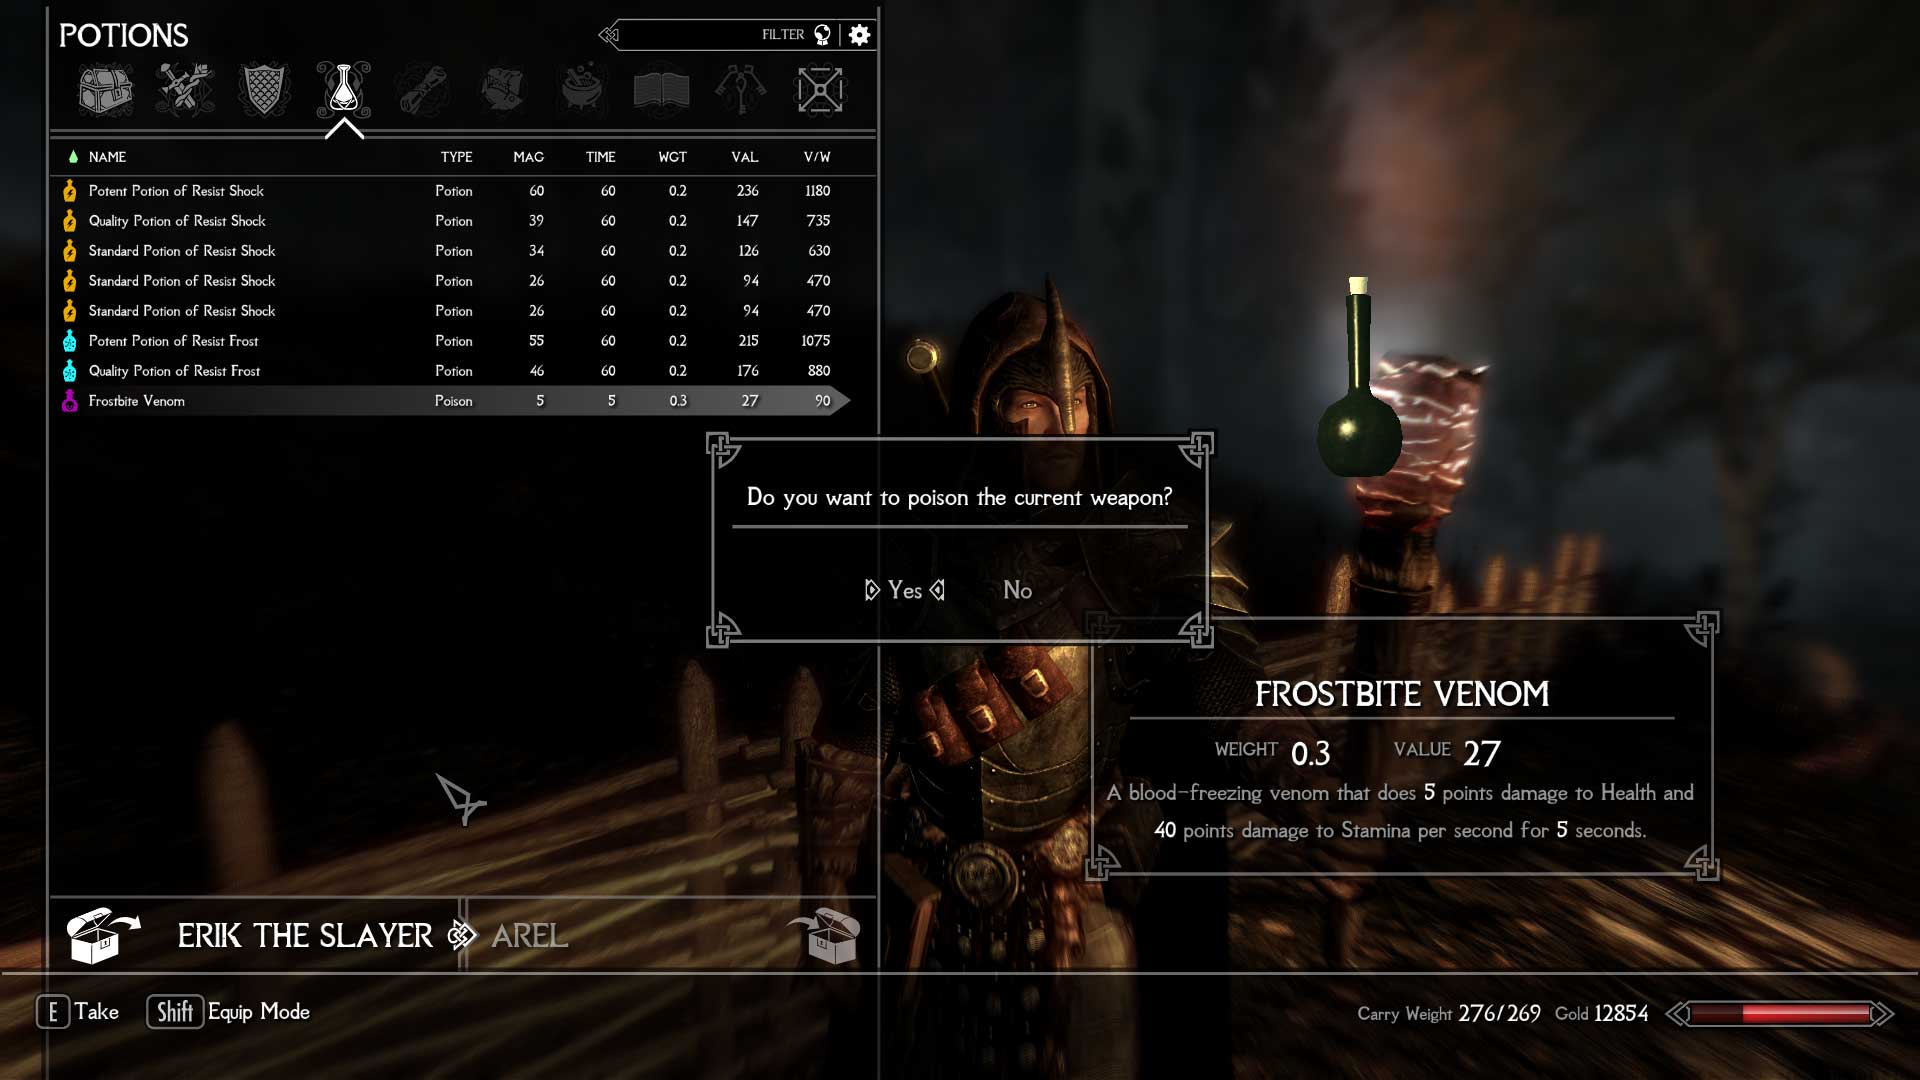 POTIONS
FILTER
NAME TYPE MAG TIME WGT VAL V/W
Potent Potion of Resist Shock Potion 60 60 0.2 236 1180
Quality Potion of Resist Shock Potion 39 60 0.2 147 735
Standard Potion of Resist Shock Potion 34 60 0.2 126 630
Standard Potion of Resist Shock Potion 26 60 0.2 94 470
Standard Potion of Resist Shock Potion 26 60 0.2 94 470
Potent Potion of Resist Frost Potion 55 60 0.2 215 1075
Quality Potion of Resist Frost Potion 46 60 0.2 176 880
Frostbite Venom Poison 5 5 0.3 27 90
Do you want to poison the current weapon?
Yes No
FROSTBITE VENOM
WEIGHT 0.3 VALUE 27
A blood-freezing venom that does 5 points damage to Health and
40 points damage to Stamina per second for 5 seconds.
ERIK THE SLAYER AREL
E Take Shift Equip Mode
Carry Weight 276/269 Gold 12854